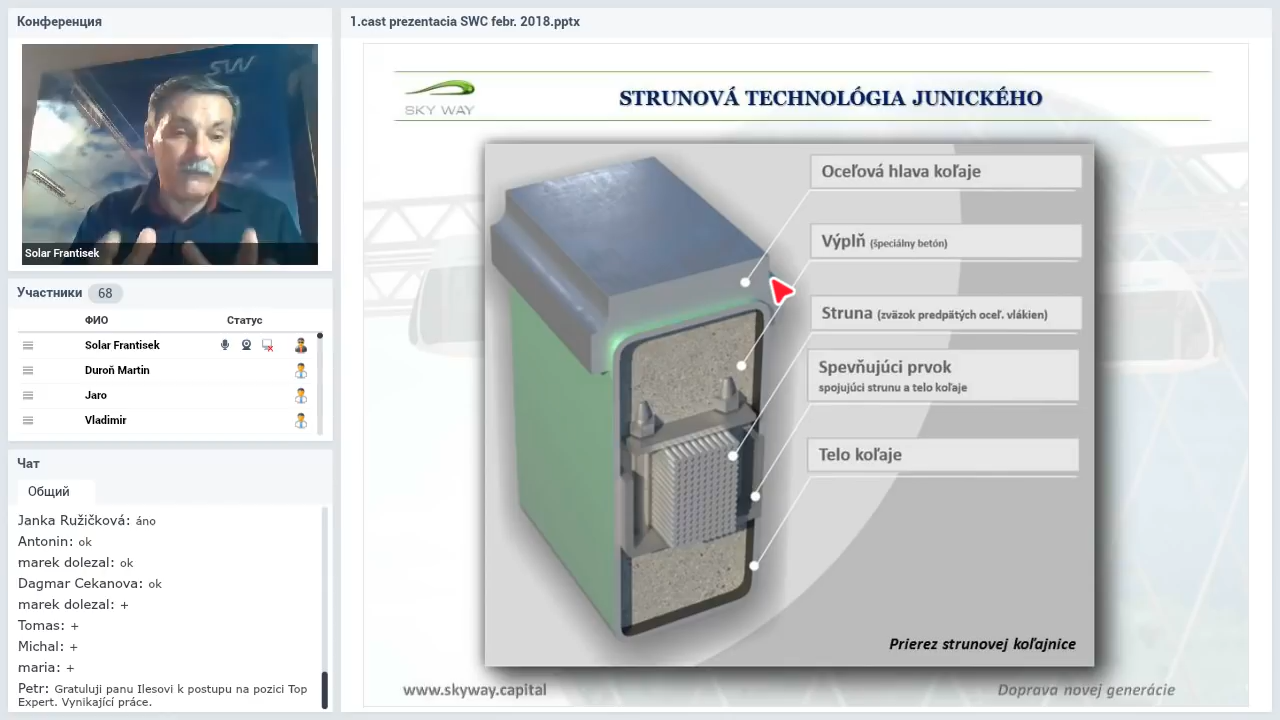 Конференция
SW
Solar Frantisek
Участники 68
ФИО Статус
Solar Frantisek
Duroň Martin
Jaro
Vladimir
Чат
Общий
Janka Ružičková: áno
Antonin: ok
marek dolezal: ok
Dagmar Cekanova: ok
marek dolezal: +
Tomas: +
Michal: +
maria: +
Petr: Gratuluji panu Ilesovi k postupu na pozici Top
Expert. Vynikající práce.
1.cast prezentacia SWC febr. 2018.pptx
SKY WAY
STRUNOVÁ TECHNOLÓGIA JUNICKÉHO
Oceľová hlava koľaje
Výplň (špeciálny betón)
Struna (zväzok predpätých oceľ. vlákien)
Spevňujúci prvok
spojujúci strunu a telo koľaje
Telo koľaje
Prierez strunovej koľajnice
www.skyway.capital
Doprava novej generácie